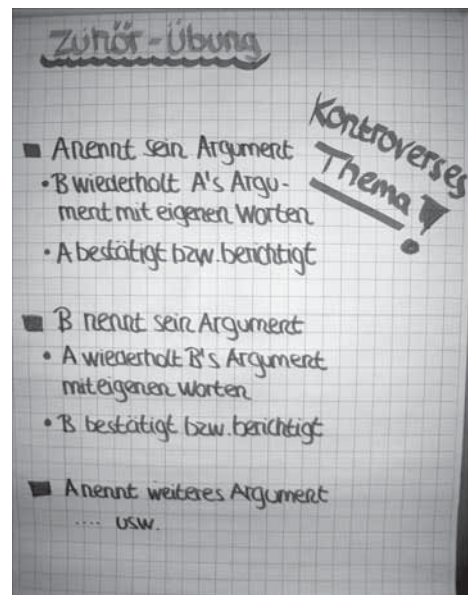 Zuhör-Übung
Kontroverses
Thema!
■ A nennt sein Argument
• B wiederholt A's Argu-
ment mit eigenen Worten
• A bestätigt bzw. berichtigt
■ B nennt sein Argument
• A wiederholt B's Argument
mit eigenen Worten
• B bestätigt bzw. berichtigt
■ A nennt weiteres Argument
.... usw.